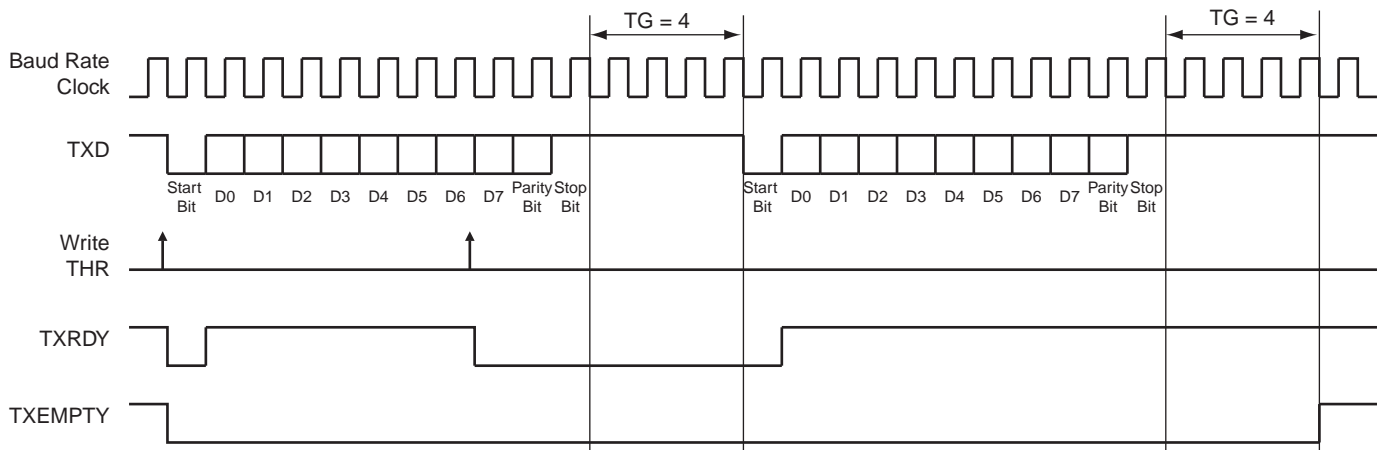 TG = 4
TG = 4
Baud Rate
Clock
TXD
Start
Bit
D0
D1
D2
D3
D4
D5
D6
D7
Parity
Bit
Stop
Bit
Start
Bit
D0
D1
D2
D3
D4
D5
D6
D7
Parity
Bit
Stop
Bit
Write
THR
TXRDY
TXEMPTY